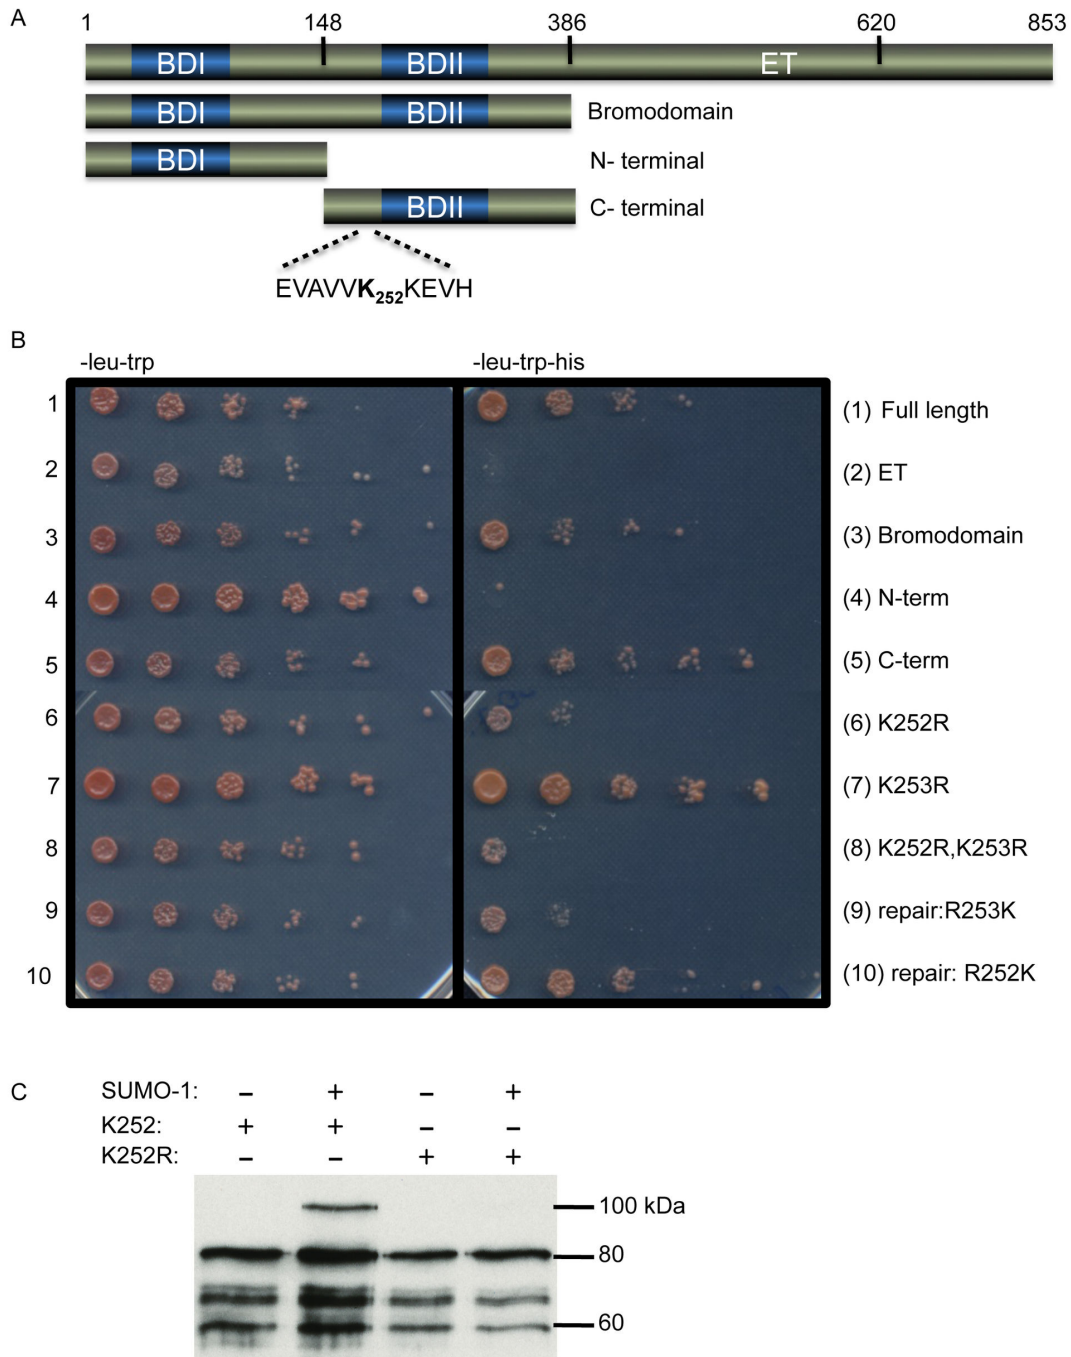 A
1 148 386 620 853
BDI BDII ET
BDI BDII Bromodomain
BDI N- terminal
BDII C- terminal
EVAVVK252KEVH
B
-leu-trp -leu-trp-his
1 (1) Full length
2 (2) ET
3 (3) Bromodomain
4 (4) N-term
5 (5) C-term
6 (6) K252R
7 (7) K253R
8 (8) K252R,K253R
9 (9) repair:R253K
10 (10) repair: R252K
C
SUMO-1: – + – +
K252: + + – –
K252R: – – + +
100 kDa
80
60